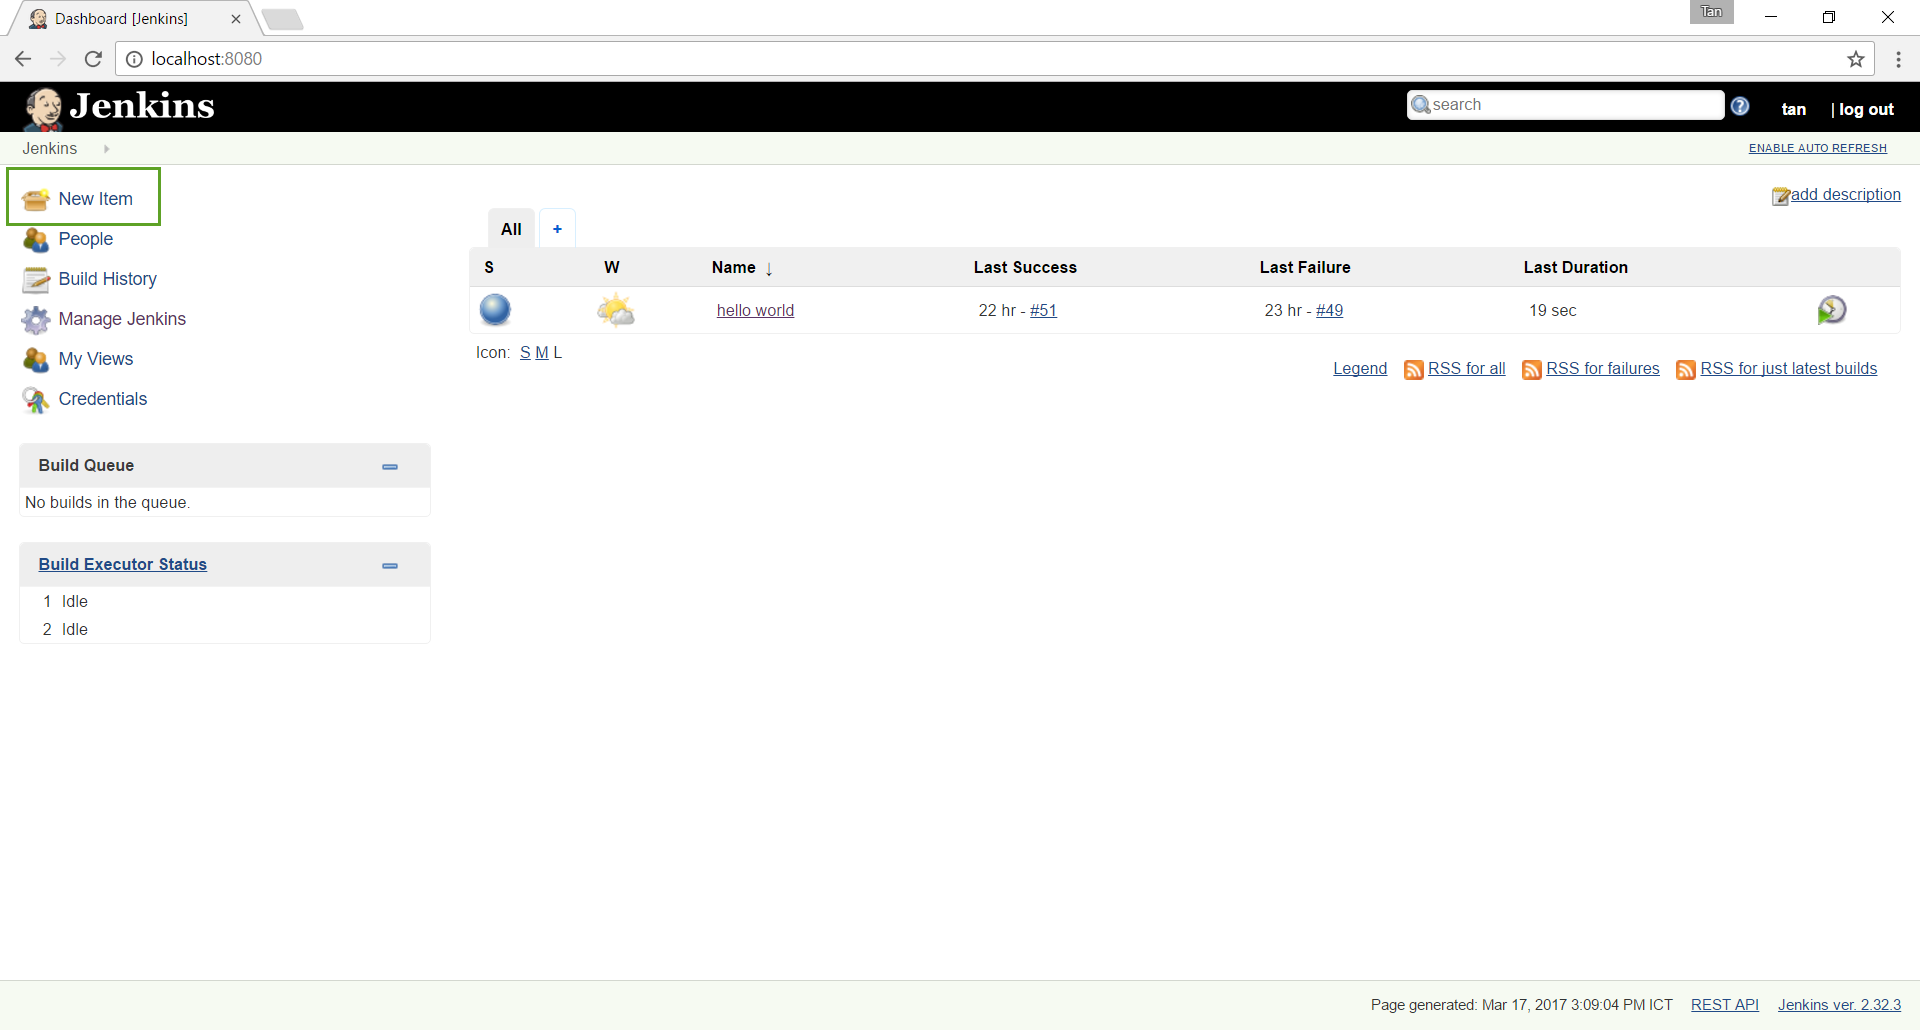 Dashboard [Jenkins]
Tan
localhost:8080
Jenkins
search
tan
| log out
Jenkins
ENABLE AUTO REFRESH
New Item
People
Build History
Manage Jenkins
My Views
Credentials
add description
All
+
S W Name ↓ Last Success Last Failure Last Duration
hello world 22 hr - #51 23 hr - #49 19 sec
Icon: S M L
Legend RSS for all RSS for failures RSS for just latest builds
Build Queue
No builds in the queue.
Build Executor Status
1 Idle
2 Idle
Page generated: Mar 17, 2017 3:09:04 PM ICT REST API Jenkins ver. 2.32.3